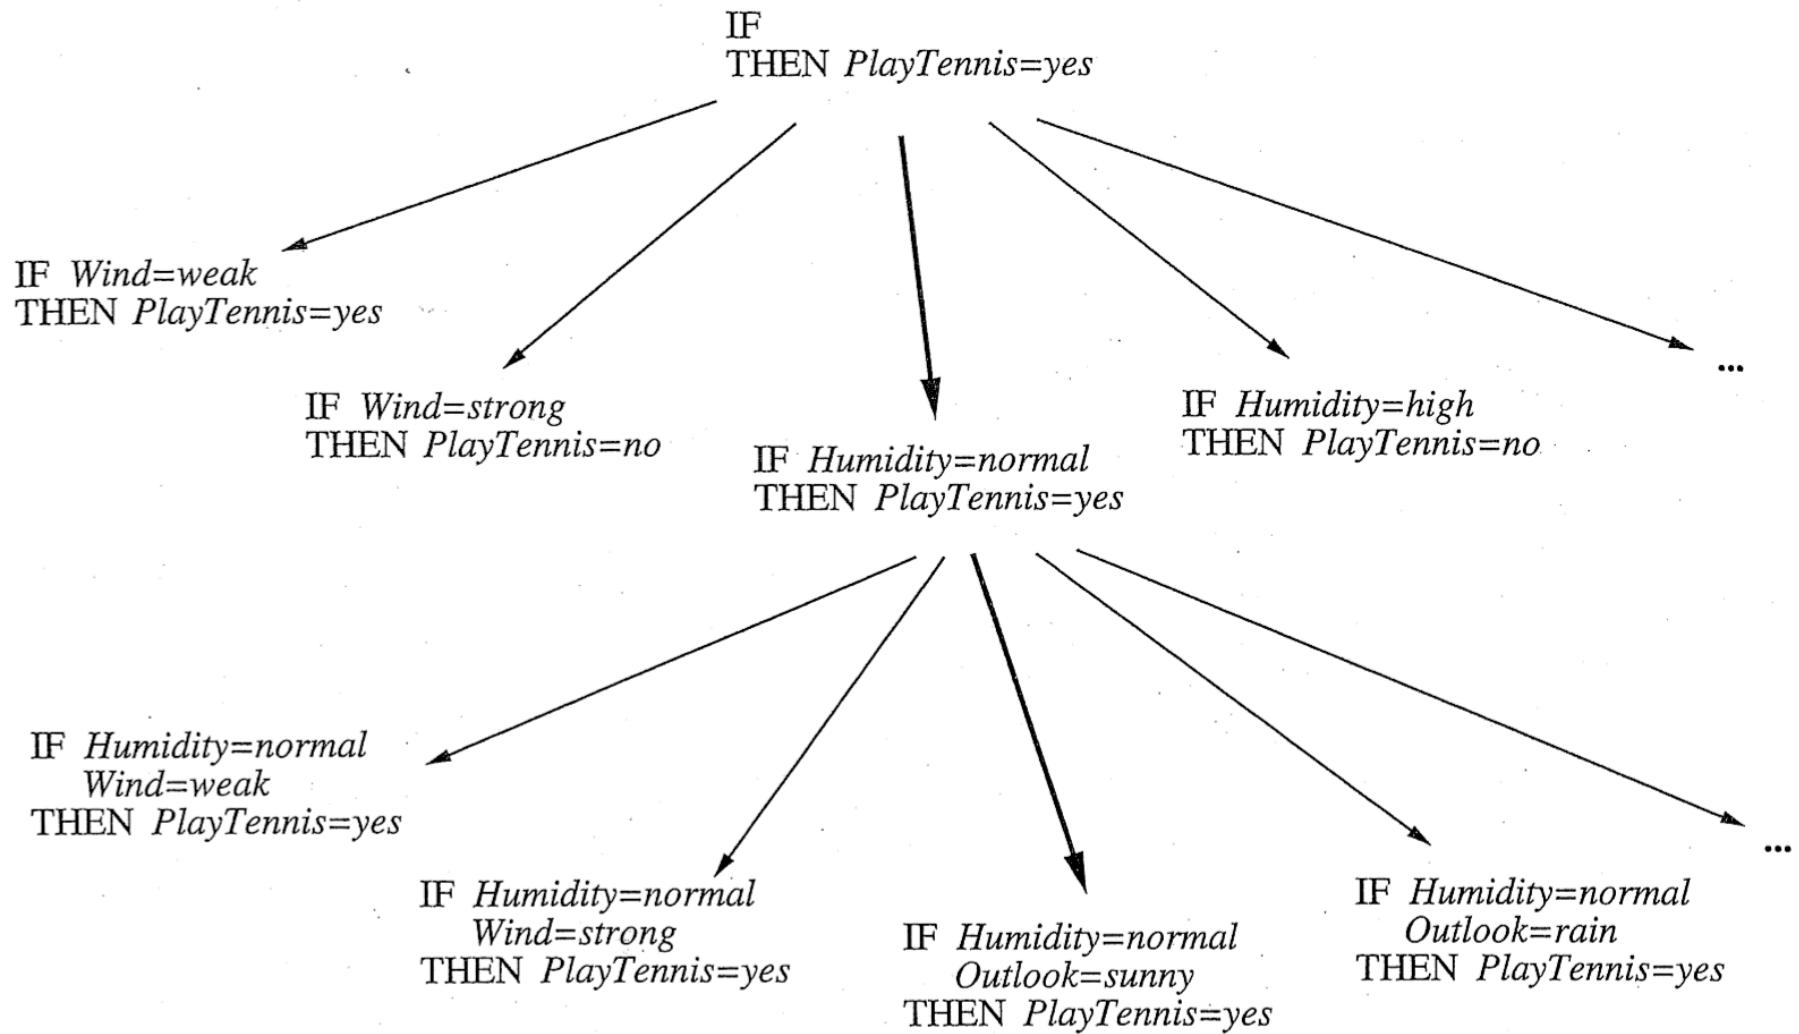 IF
THEN PlayTennis=yes
IF Wind=weak
THEN PlayTennis=yes
IF Wind=strong
THEN PlayTennis=no
IF Humidity=normal
THEN PlayTennis=yes
IF Humidity=high
THEN PlayTennis=no
...
IF Humidity=normal
Wind=weak
THEN PlayTennis=yes
IF Humidity=normal
Wind=strong
THEN PlayTennis=yes
IF Humidity=normal
Outlook=sunny
THEN PlayTennis=yes
IF Humidity=normal
Outlook=rain
THEN PlayTennis=yes
...